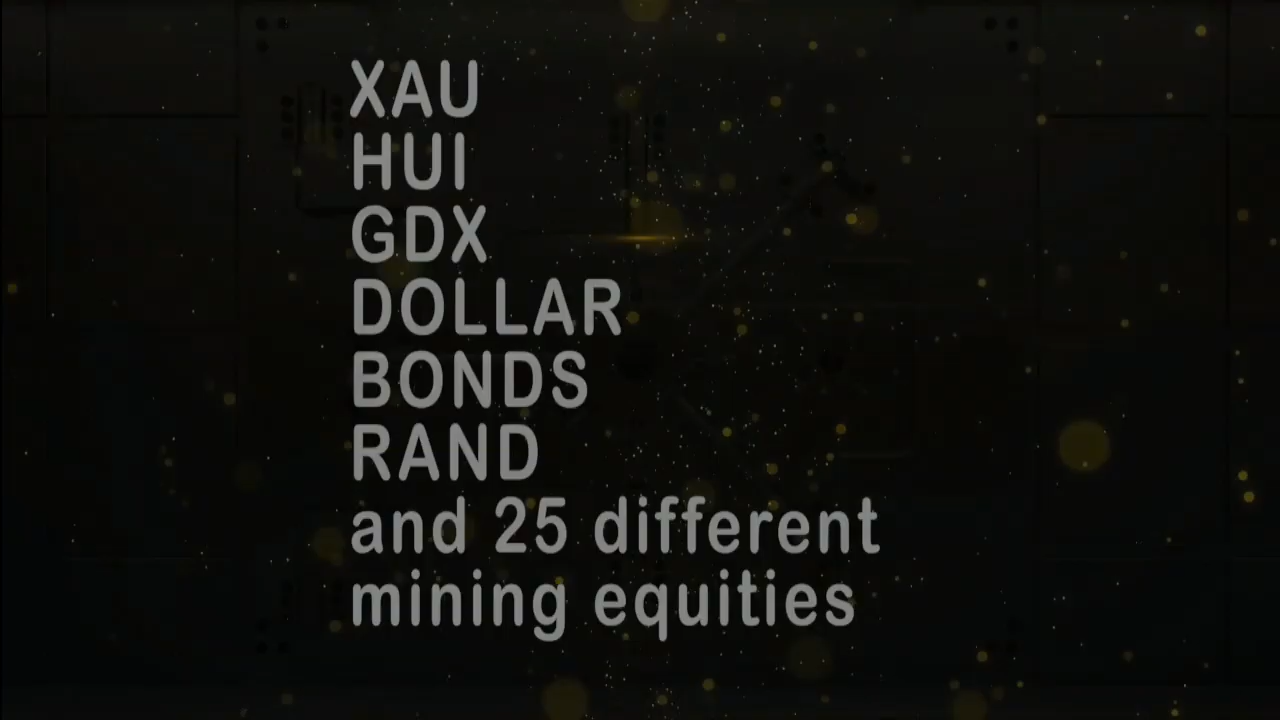 XAU
HUI
GDX
DOLLAR
BONDS
RAND
and 25 different
mining equities